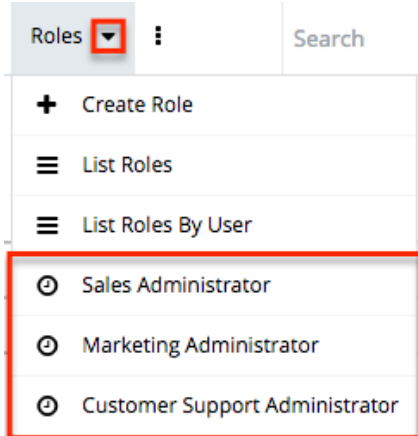 Roles Search
Create Role
List Roles
List Roles By User
Sales Administrator
Marketing Administrator
Customer Support Administrator